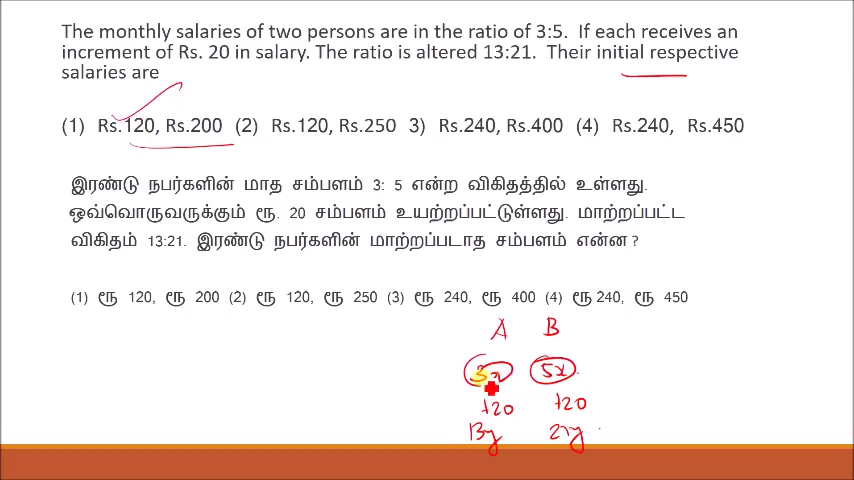 The monthly salaries of two persons are in the ratio of 3:5. If each receives an
increment of Rs. 20 in salary. The ratio is altered 13:21. Their initial respective
salaries are
(1) Rs.120, Rs.200 (2) Rs.120, Rs.250 3) Rs.240, Rs.400 (4) Rs.240, Rs.450
இரண்டு நபர்களின் மாத சம்பளம் 3: 5 என்ற விகிதத்தில் உள்ளது.
ஒவ்வொருவருக்கும் ரூ. 20 சம்பளம் உயற்றப்பட்டுள்ளது. மாற்றப்பட்ட
விகிதம் 13:21. இரண்டு நபர்களின் மாற்றப்படாத சம்பளம் என்ன ?
(1) ரூ 120, ரூ 200 (2) ரூ 120, ரூ 250 (3) ரூ 240, ரூ 400 (4) ரூ 240, ரூ 450
A B
3x 5x
+20 +20
13y 21y